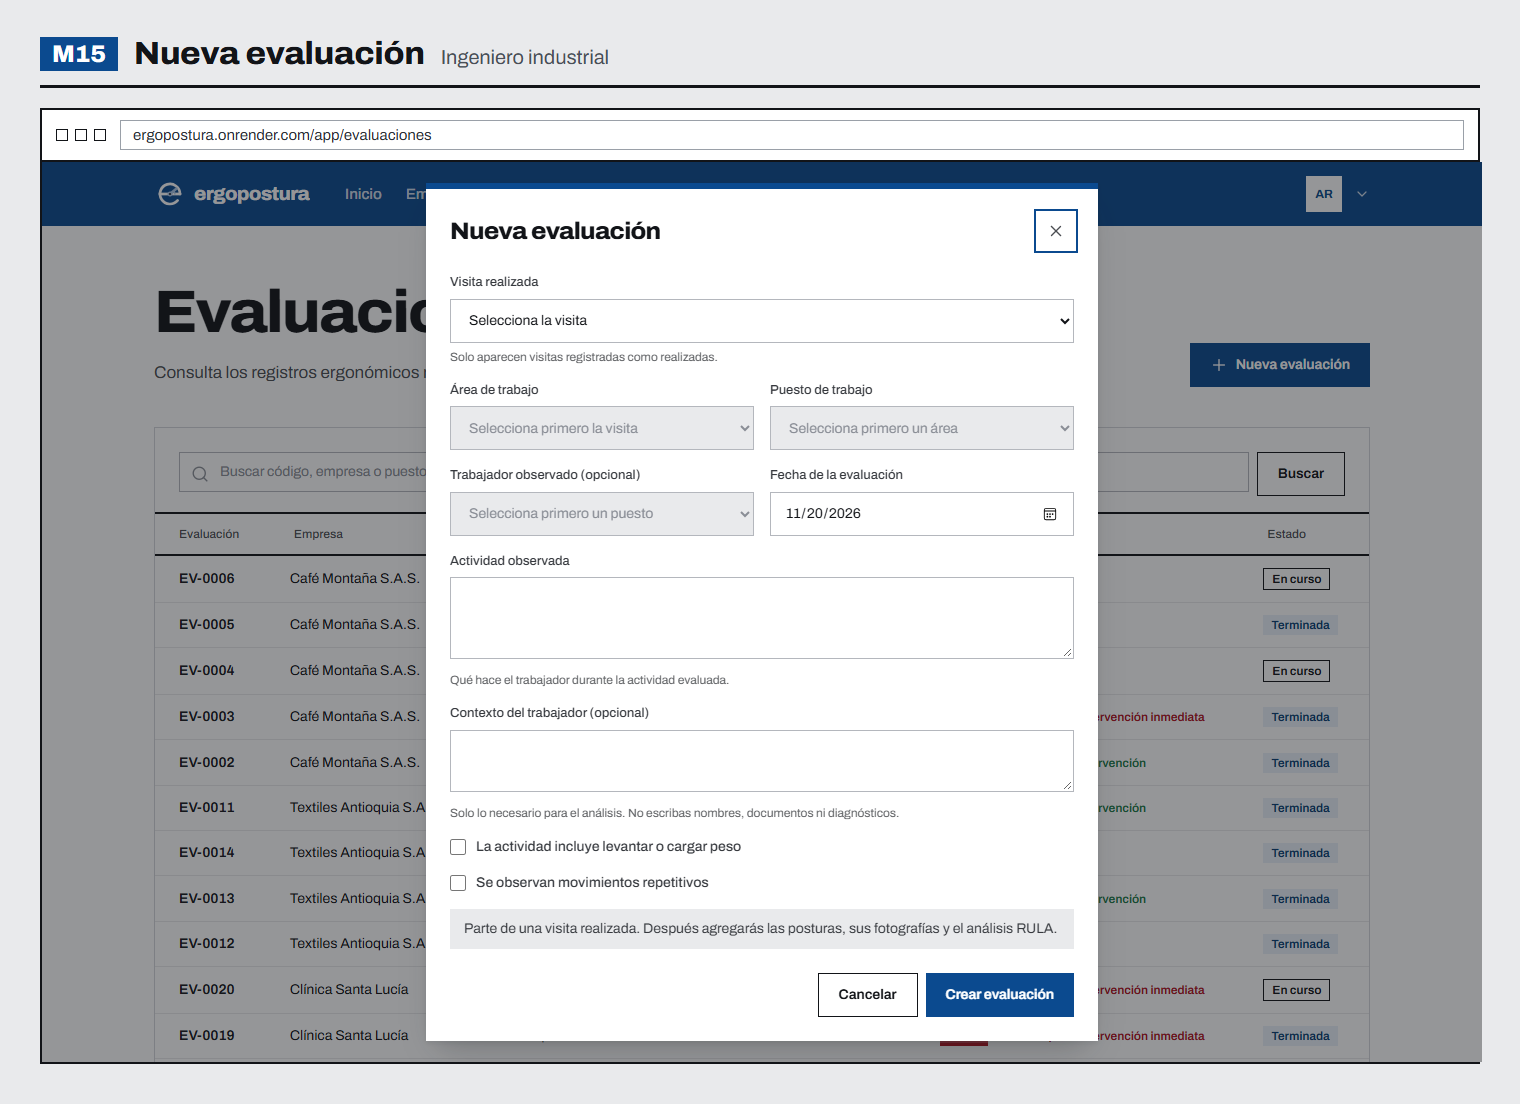 M15 Nueva evaluación Ingeniero industrial
ergopostura.onrender.com/app/evaluaciones
ergopostura Inicio AR
Evaluaci
Consulta los registros ergonómicos
Nueva evaluación
Buscar código, empresa o puesto
Buscar
Evaluación Empresa Estado
EV-0006 Café Montaña S.A.S. En curso
EV-0005 Café Montaña S.A.S. Terminada
EV-0004 Café Montaña S.A.S. En curso
EV-0003 Café Montaña S.A.S. rvención inmediata Terminada
EV-0002 Café Montaña S.A.S. rvención Terminada
EV-0011 Textiles Antioquia S.A rvención Terminada
EV-0014 Textiles Antioquia S.A Terminada
EV-0013 Textiles Antioquia S.A rvención Terminada
EV-0012 Textiles Antioquia S.A Terminada
EV-0020 Clínica Santa Lucía rvención inmediata En curso
EV-0019 Clínica Santa Lucía rvención inmediata Terminada
Nueva evaluación
Visita realizada
Selecciona la visita
Solo aparecen visitas registradas como realizadas.
Área de trabajo Puesto de trabajo
Selecciona primero la visita Selecciona primero un área
Trabajador observado (opcional) Fecha de la evaluación
Selecciona primero un puesto 11/20/2026
Actividad observada
Qué hace el trabajador durante la actividad evaluada.
Contexto del trabajador (opcional)
Solo lo necesario para el análisis. No escribas nombres, documentos ni diagnósticos.
La actividad incluye levantar o cargar peso
Se observan movimientos repetitivos
Parte de una visita realizada. Después agregarás las posturas, sus fotografías y el análisis RULA.
Cancelar Crear evaluación